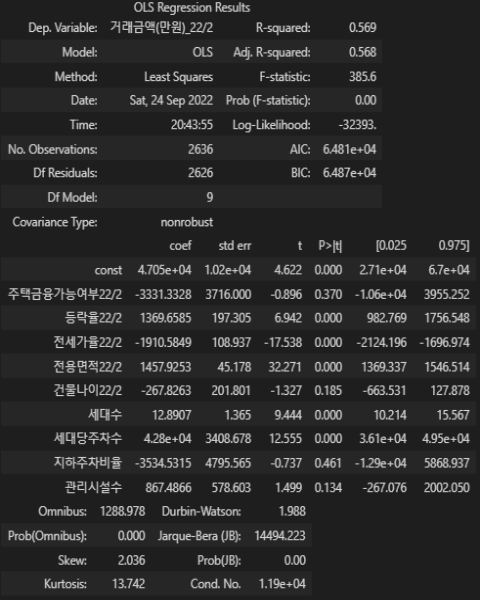 OLS Regression Results
Dep. Variable: 거래금액(만원)_22/2 R-squared: 0.569
Model: OLS Adj. R-squared: 0.568
Method: Least Squares F-statistic: 385.6
Date: Sat, 24 Sep 2022 Prob (F-statistic): 0.00
Time: 20:43:55 Log-Likelihood: -32393.
No. Observations: 2636 AIC: 6.481e+04
Df Residuals: 2626 BIC: 6.487e+04
Df Model: 9
Covariance Type: nonrobust
coef std err t P>|t| [0.025 0.975]
const 4.705e+04 1.02e+04 4.622 0.000 2.71e+04 6.7e+04
주택금융가능여부22/2 -3331.3328 3716.000 -0.896 0.370 -1.06e+04 3955.252
등락율22/2 1369.6585 197.305 6.942 0.000 982.769 1756.548
전세가율22/2 -1910.5849 108.937 -17.538 0.000 -2124.196 -1696.974
전용면적22/2 1457.9253 45.178 32.271 0.000 1369.337 1546.514
건물나이22/2 -267.8263 201.801 -1.327 0.185 -663.531 127.878
세대수 12.8907 1.365 9.444 0.000 10.214 15.567
세대당주차수 4.28e+04 3408.678 12.555 0.000 3.61e+04 4.95e+04
지하주차비율 -3534.5315 4795.565 -0.737 0.461 -1.29e+04 5868.937
관리시설수 867.4866 578.603 1.499 0.134 -267.076 2002.050
Omnibus: 1288.978 Durbin-Watson: 1.988
Prob(Omnibus): 0.000 Jarque-Bera (JB): 14494.223
Skew: 2.036 Prob(JB): 0.00
Kurtosis: 13.742 Cond. No. 1.19e+04